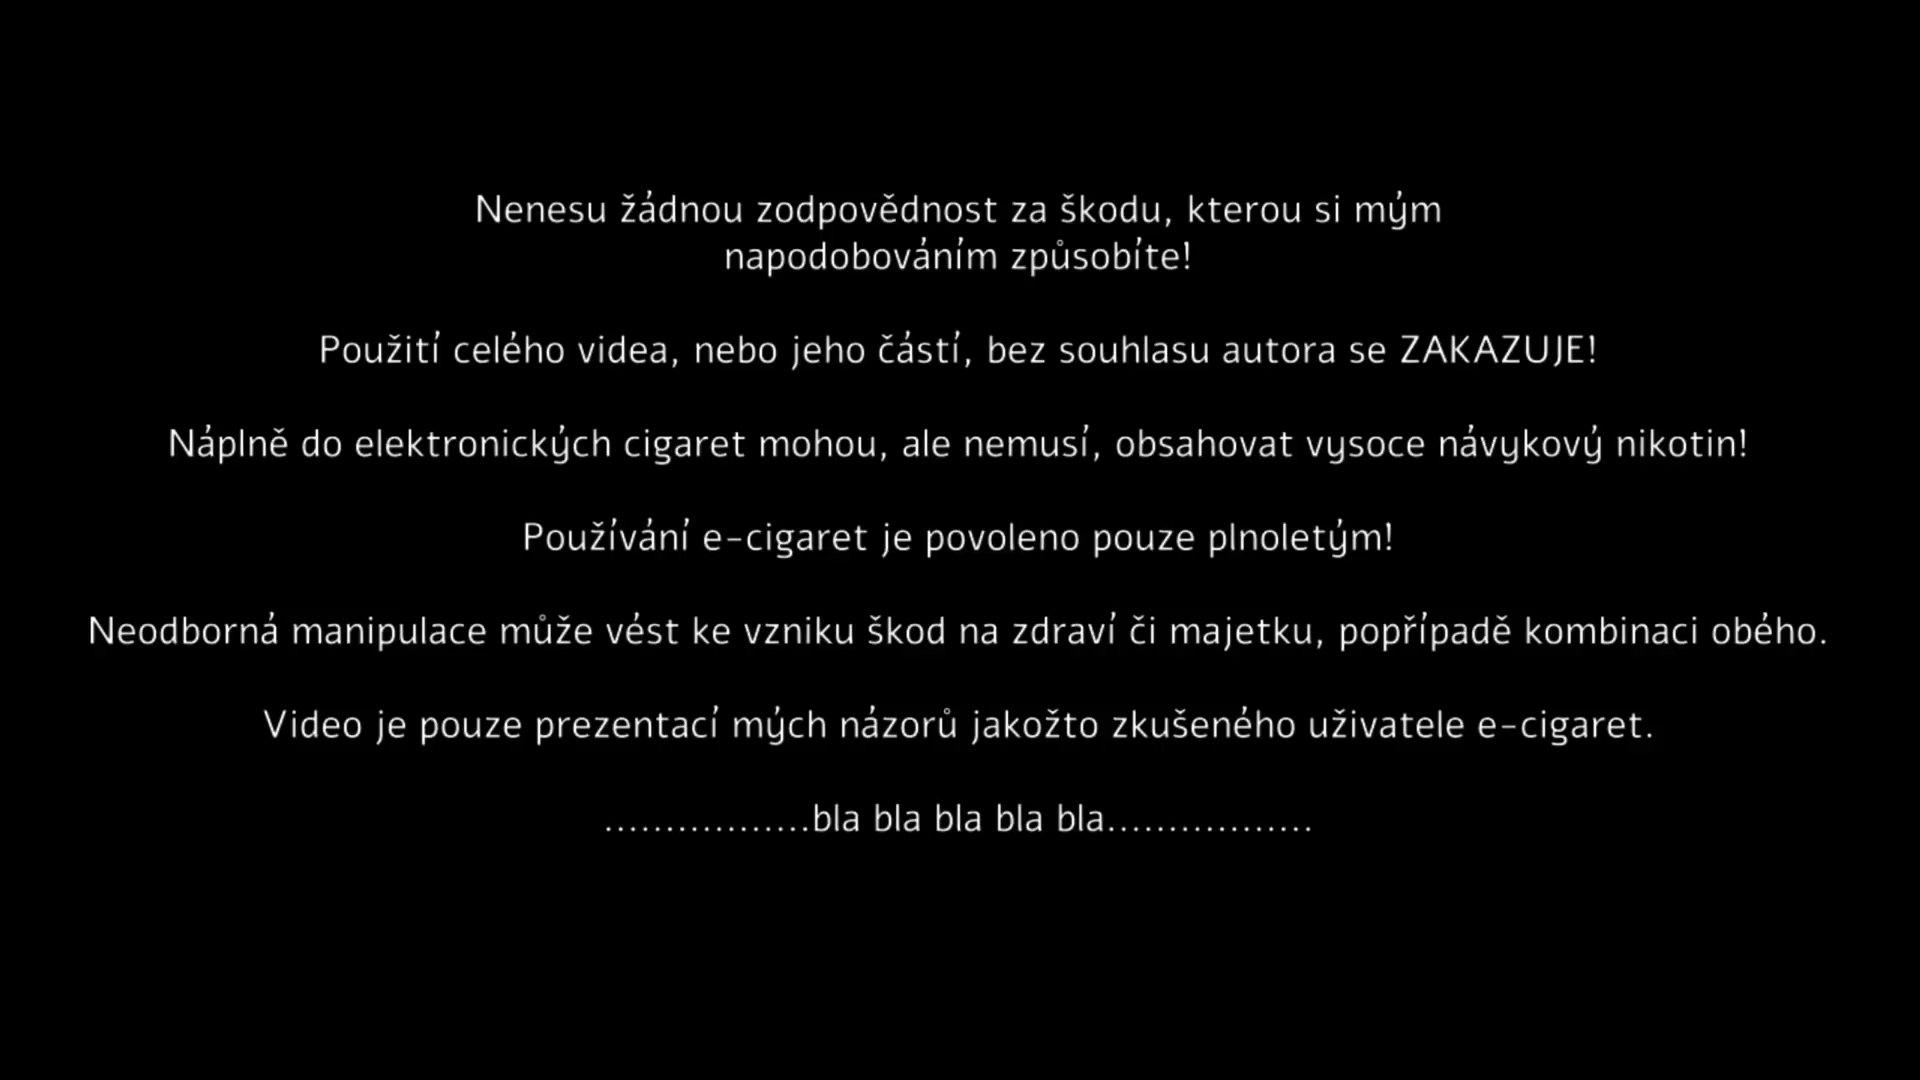 Nenesu žádnou zodpovědnost za škodu, kterou si mým
napodobováním způsobíte!
Použití celého videa, nebo jeho částí, bez souhlasu autora se ZAKAZUJE!
Náplně do elektronických cigaret mohou, ale nemusí, obsahovat vysoce návykový nikotin!
Používání e-cigaret je povoleno pouze plnoletým!
Neodborná manipulace může vést ke vzniku škod na zdraví či majetku, popřípadě kombinaci obého.
Video je pouze prezentací mých názorů jakožto zkušeného uživatele e-cigaret.
.................bla bla bla bla bla.................